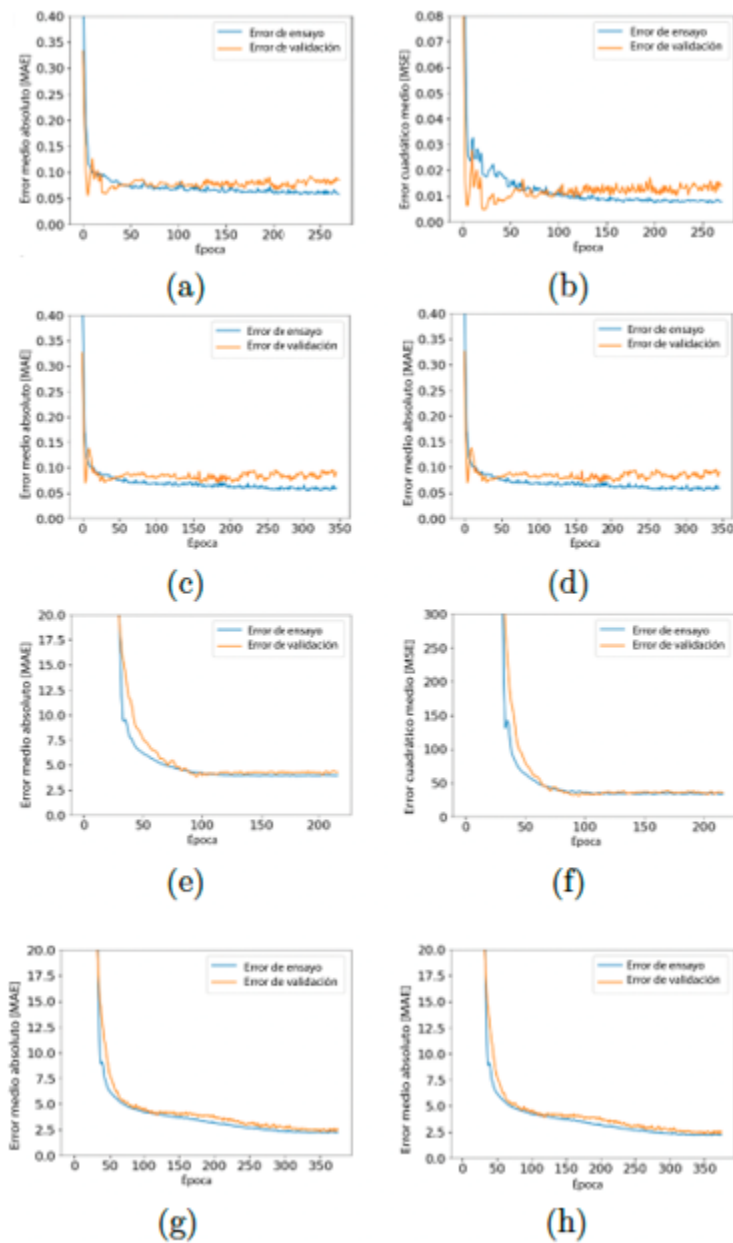 0.40
0.35
0.30
0.25
0.20
0.15
0.10
0.05
0.00
Error medio absoluto [MAE]
Error de ensayo
Error de validación
0 50 100 150 200 250
Época
(a)
0.08
0.07
0.06
0.05
0.04
0.03
0.02
0.01
0.00
Error cuadrático medio [MSE]
Error de ensayo
Error de validación
0 50 100 150 200 250
Época
(b)
0.40
0.35
0.30
0.25
0.20
0.15
0.10
0.05
0.00
Error medio absoluto [MAE]
Error de ensayo
Error de validación
0 50 100 150 200 250 300 350
Época
(c)
0.40
0.35
0.30
0.25
0.20
0.15
0.10
0.05
0.00
Error medio absoluto [MAE]
Error de ensayo
Error de validación
0 50 100 150 200 250 300 350
Época
(d)
20.0
17.5
15.0
12.5
10.0
7.5
5.0
2.5
0.0
Error medio absoluto [MAE]
Error de ensayo
Error de validación
0 50 100 150 200
Época
(e)
300
250
200
150
100
50
0
Error cuadrático medio [MSE]
Error de ensayo
Error de validación
0 50 100 150 200
Época
(f)
20.0
17.5
15.0
12.5
10.0
7.5
5.0
2.5
0.0
Error medio absoluto [MAE]
Error de ensayo
Error de validación
0 50 100 150 200 250 300 350
Época
(g)
20.0
17.5
15.0
12.5
10.0
7.5
5.0
2.5
0.0
Error medio absoluto [MAE]
Error de ensayo
Error de validación
0 50 100 150 200 250 300 350
Época
(h)